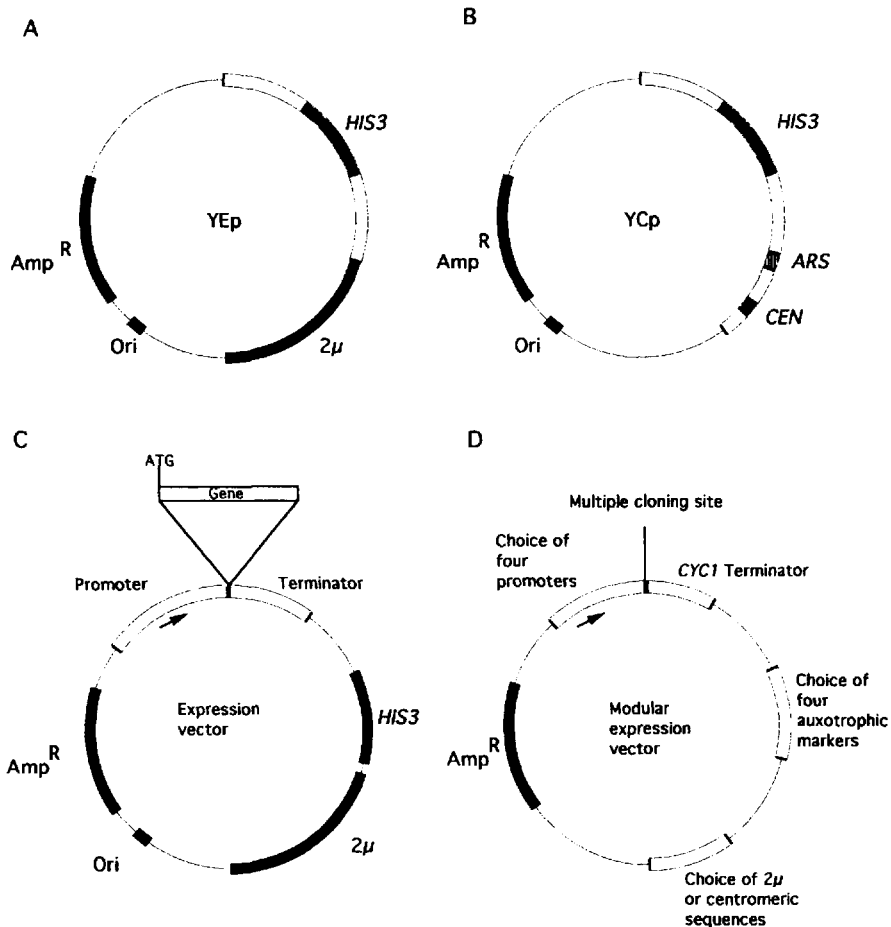 A
HIS3
YEp
Amp R
Ori
2μ
B
HIS3
YCp
Amp R
ARS
CEN
Ori
C
ATG
Gene
Promoter
Terminator
Expression
vector
HIS3
Amp R
2μ
Ori
D
Multiple cloning site
Choice of
four
promoters
CYC1 Terminator
Modular
expression
vector
Choice of
four
auxotrophic
markers
Amp R
Choice of 2μ
or centromeric
sequences